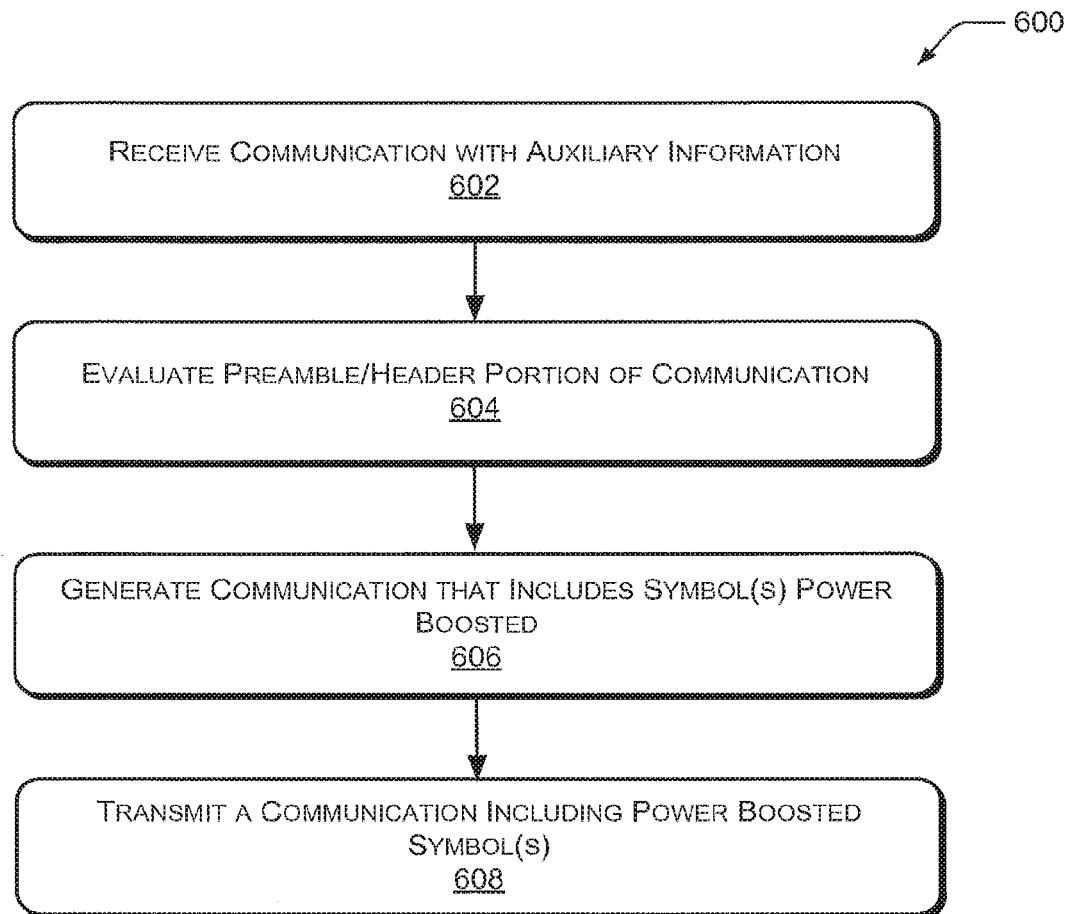 600
RECEIVE COMMUNICATION WITH AUXILIARY INFORMATION
602
EVALUATE PREAMBLE/HEADER PORTION OF COMMUNICATION
604
GENERATE COMMUNICATION THAT INCLUDES SYMBOL(S) POWER
BOOSTED
606
TRANSMIT A COMMUNICATION INCLUDING POWER BOOSTED
SYMBOL(S)
608